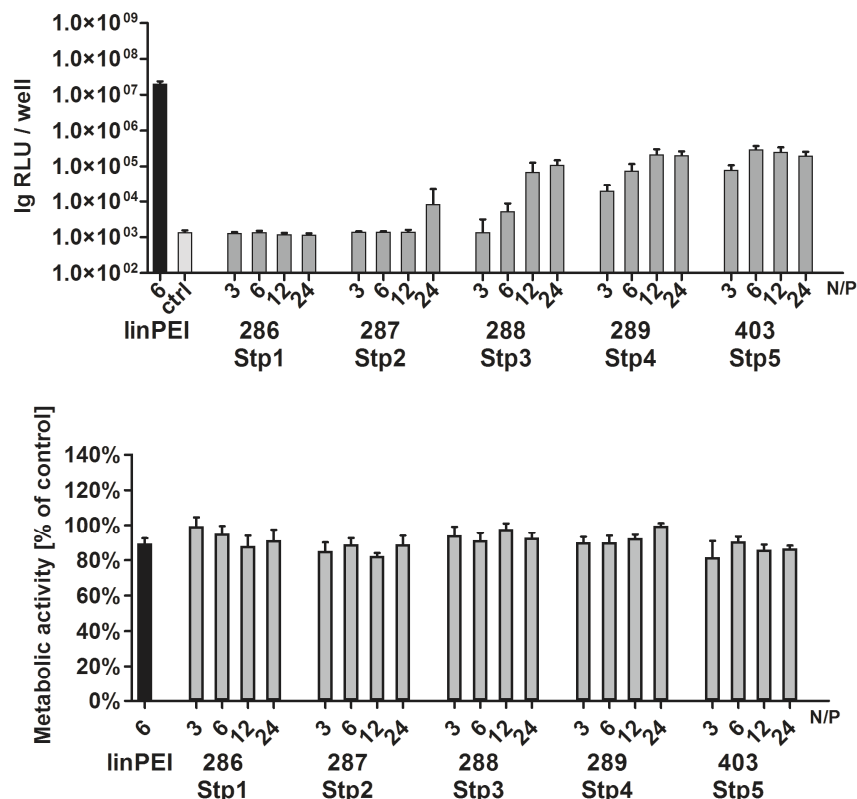 lg RLU / well
1.0×10⁰⁹
1.0×10⁰⁸
1.0×10⁰⁷
1.0×10⁰⁶
1.0×10⁰⁵
1.0×10⁰⁴
1.0×10⁰³
1.0×10⁰²
6 ctrl 3 6 12 24 3 6 12 24 3 6 12 24 3 6 12 24 3 6 12 24 N/P
linPEI 286 287 288 289 403
Stp1 Stp2 Stp3 Stp4 Stp5
Metabolic activity [% of control]
140%
120%
100%
80%
60%
40%
20%
0%
6 3 6 12 24 3 6 12 24 3 6 12 24 3 6 12 24 3 6 12 24 N/P
linPEI 286 287 288 289 403
Stp1 Stp2 Stp3 Stp4 Stp5